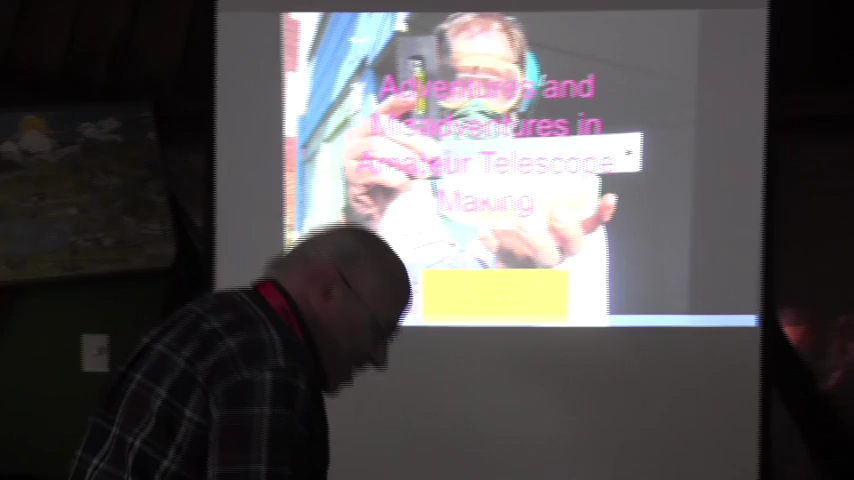 Adventures and
Misadventures in
Amateur Telescope
Making